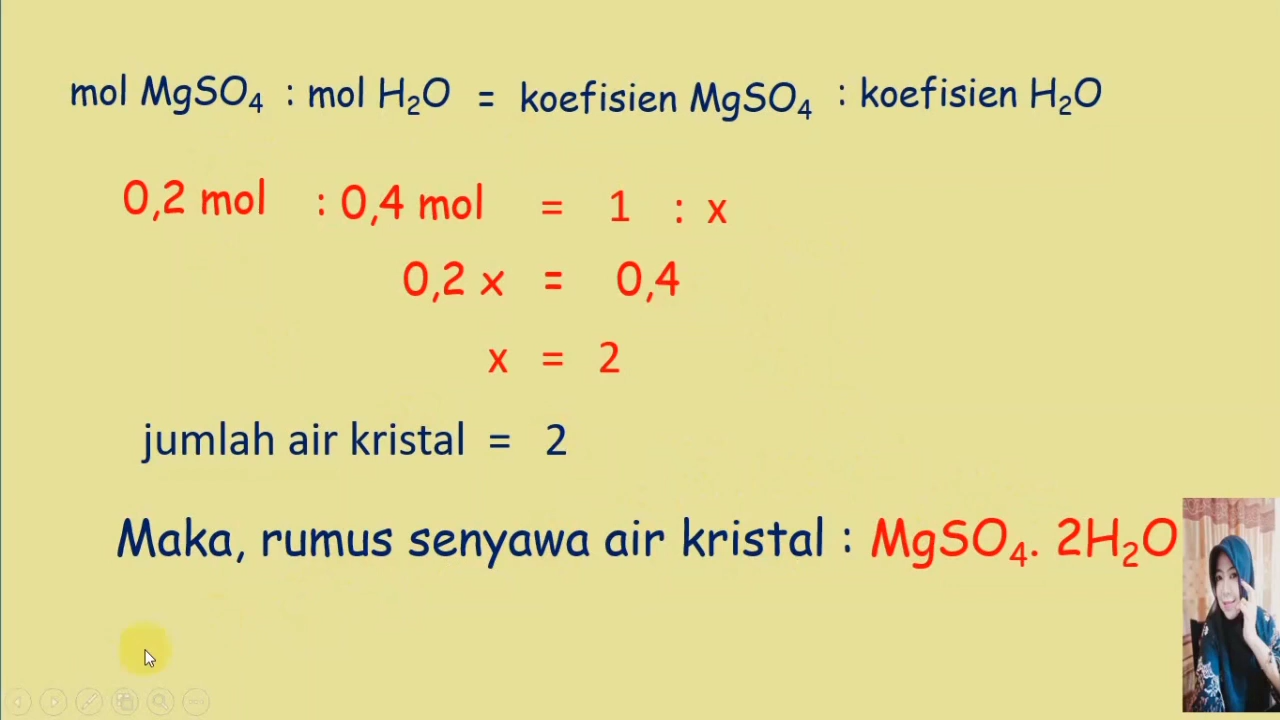 mol MgSO₄ : mol H₂O = koefisien MgSO₄ : koefisien H₂O
0,2 mol : 0,4 mol = 1 : x
0,2 x = 0,4
x = 2
jumlah air kristal = 2
Maka, rumus senyawa air kristal : MgSO₄. 2H₂O